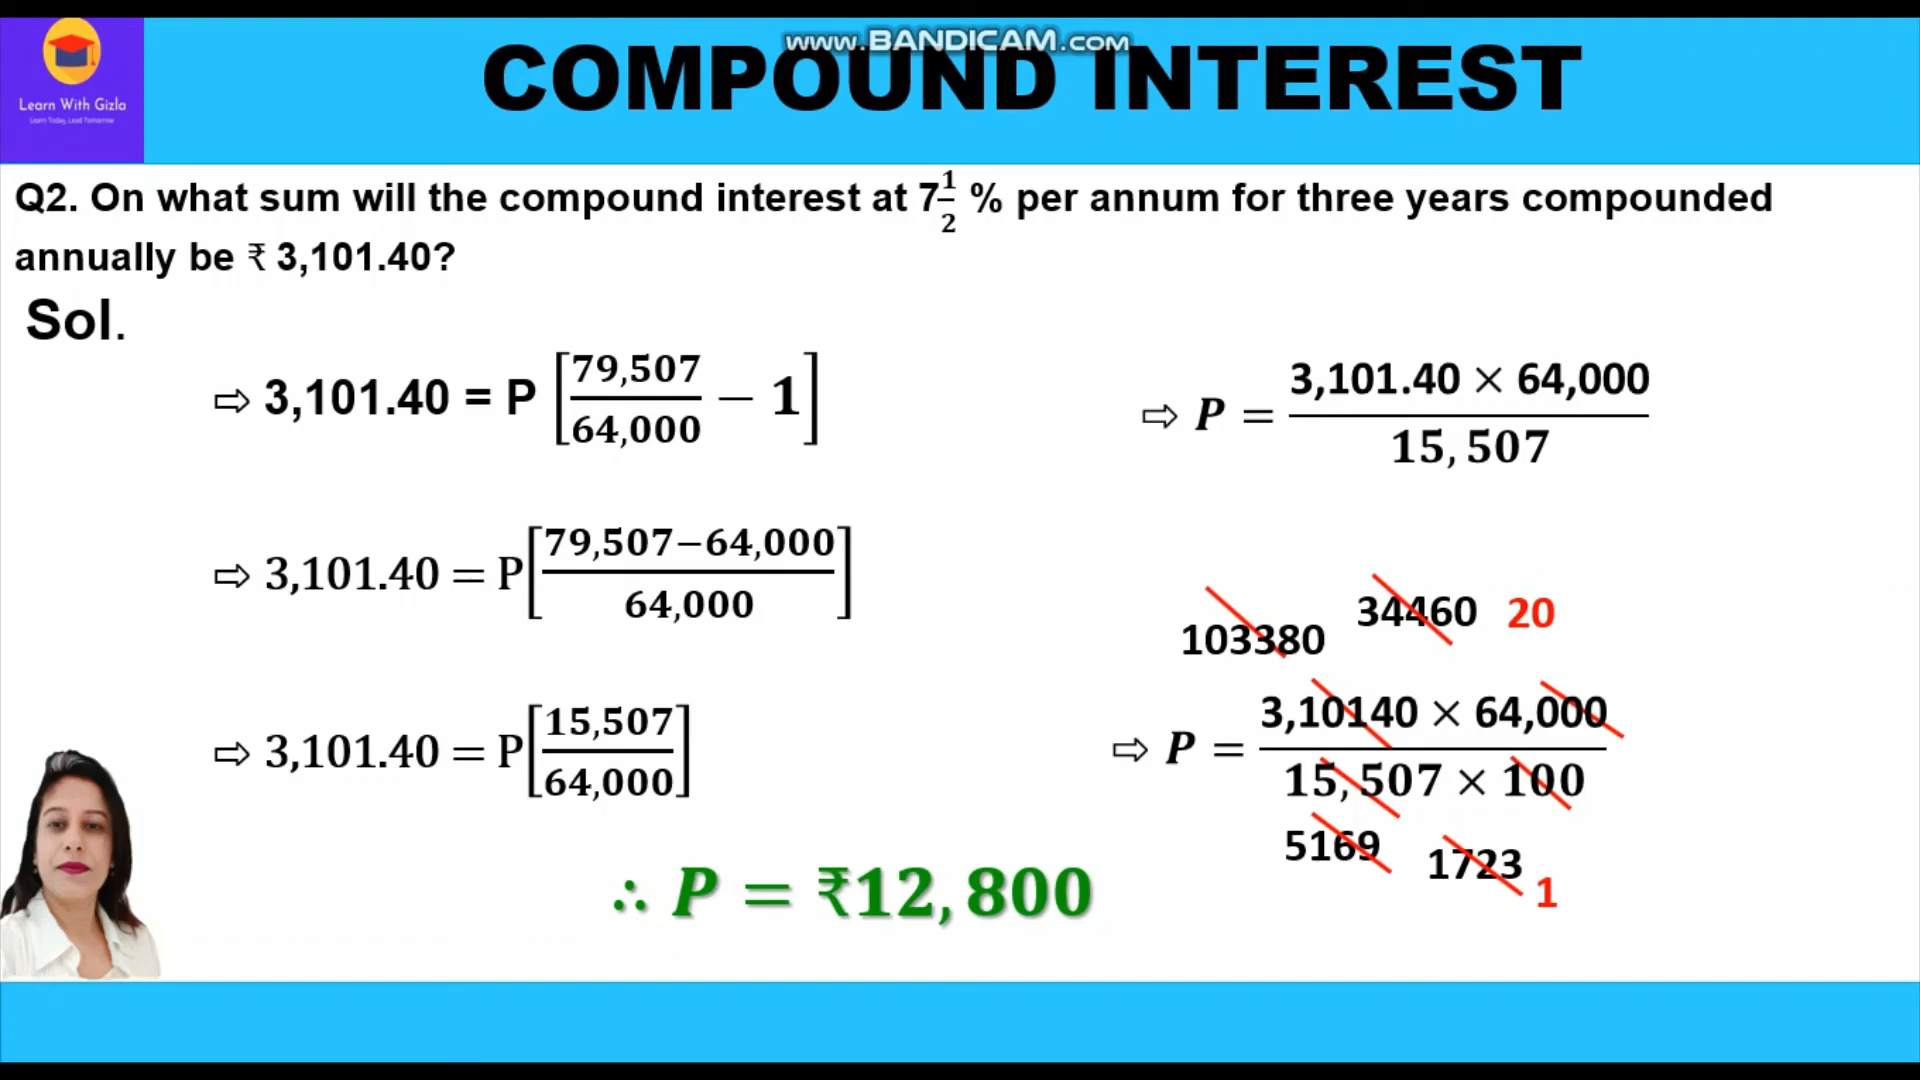 www.BANDICAM.com
COMPOUND INTEREST
Learn With Gizla
Learn Today, Lead Tomorrow
Q2. On what sum will the compound interest at 7 1/2 % per annum for three years compounded
annually be ₹ 3,101.40?
Sol.
⇨ 3,101.40 = P [79,507/64,000 − 1]
⇨ 3,101.40 = P[79,507−64,000/64,000]
⇨ 3,101.40 = P[15,507/64,000]
⇨ P = 3,101.40 × 64,000/15,507
103380 34460 20
⇨ P = 3,10140 × 64,000/15,507 × 100
5169 1723 1
∴ P = ₹12,800